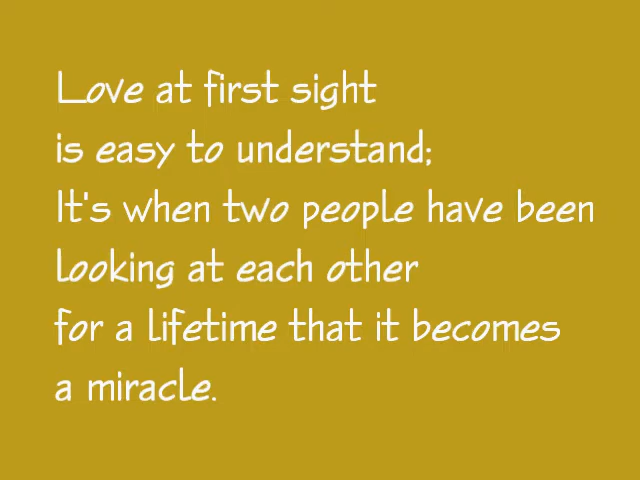 Love at first sight
is easy to understand;
It's when two people have been
looking at each other
for a lifetime that it becomes
a miracle.